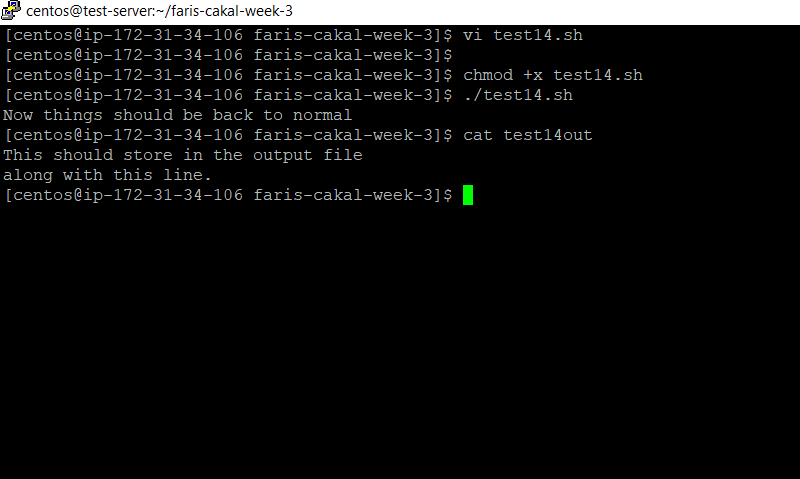 centos@test-server:~/faris-cakal-week-3
[centos@ip-172-31-34-106 faris-cakal-week-3]$ vi test14.sh
[centos@ip-172-31-34-106 faris-cakal-week-3]$
[centos@ip-172-31-34-106 faris-cakal-week-3]$ chmod +x test14.sh
[centos@ip-172-31-34-106 faris-cakal-week-3]$ ./test14.sh
Now things should be back to normal
[centos@ip-172-31-34-106 faris-cakal-week-3]$ cat test14out
This should store in the output file
along with this line.
[centos@ip-172-31-34-106 faris-cakal-week-3]$